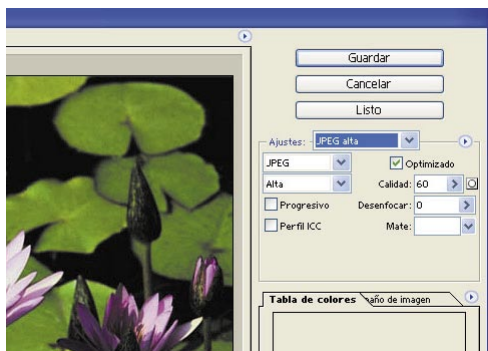 Guardar
Cancelar
Listo
Ajustes: JPEG alta
JPEG Optimizado
Alta Calidad: 60
Progresivo Desenfocar: 0
Perfil ICC Mate:
Tabla de colores de imagen